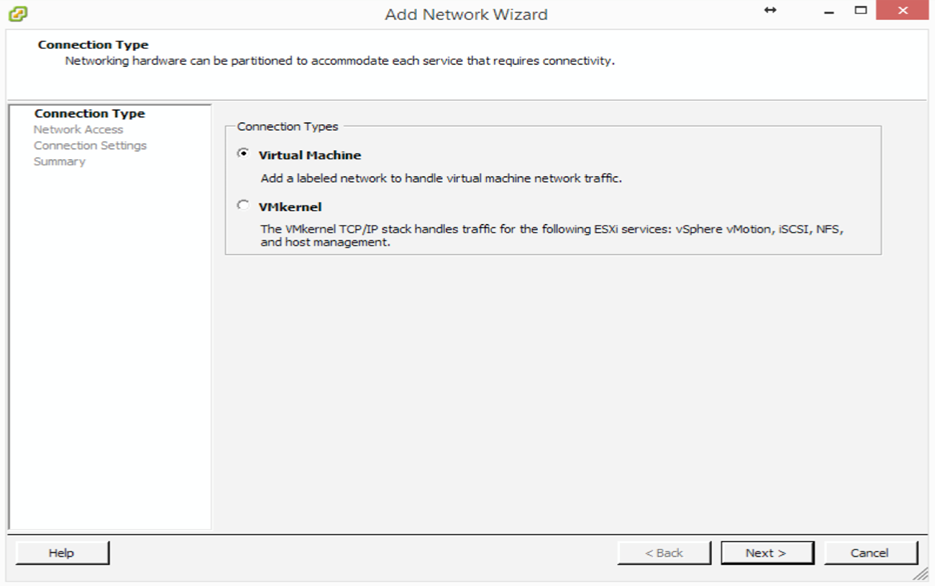 Add Network Wizard
Connection Type
Networking hardware can be partitioned to accommodate each service that requires connectivity.
Connection Type
Network Access
Connection Settings
Summary
Connection Types
Virtual Machine
Add a labeled network to handle virtual machine network traffic.
VMkernel
The VMkernel TCP/IP stack handles traffic for the following ESXi services: vSphere vMotion, iSCSI, NFS,
and host management.
Help
< Back
Next >
Cancel